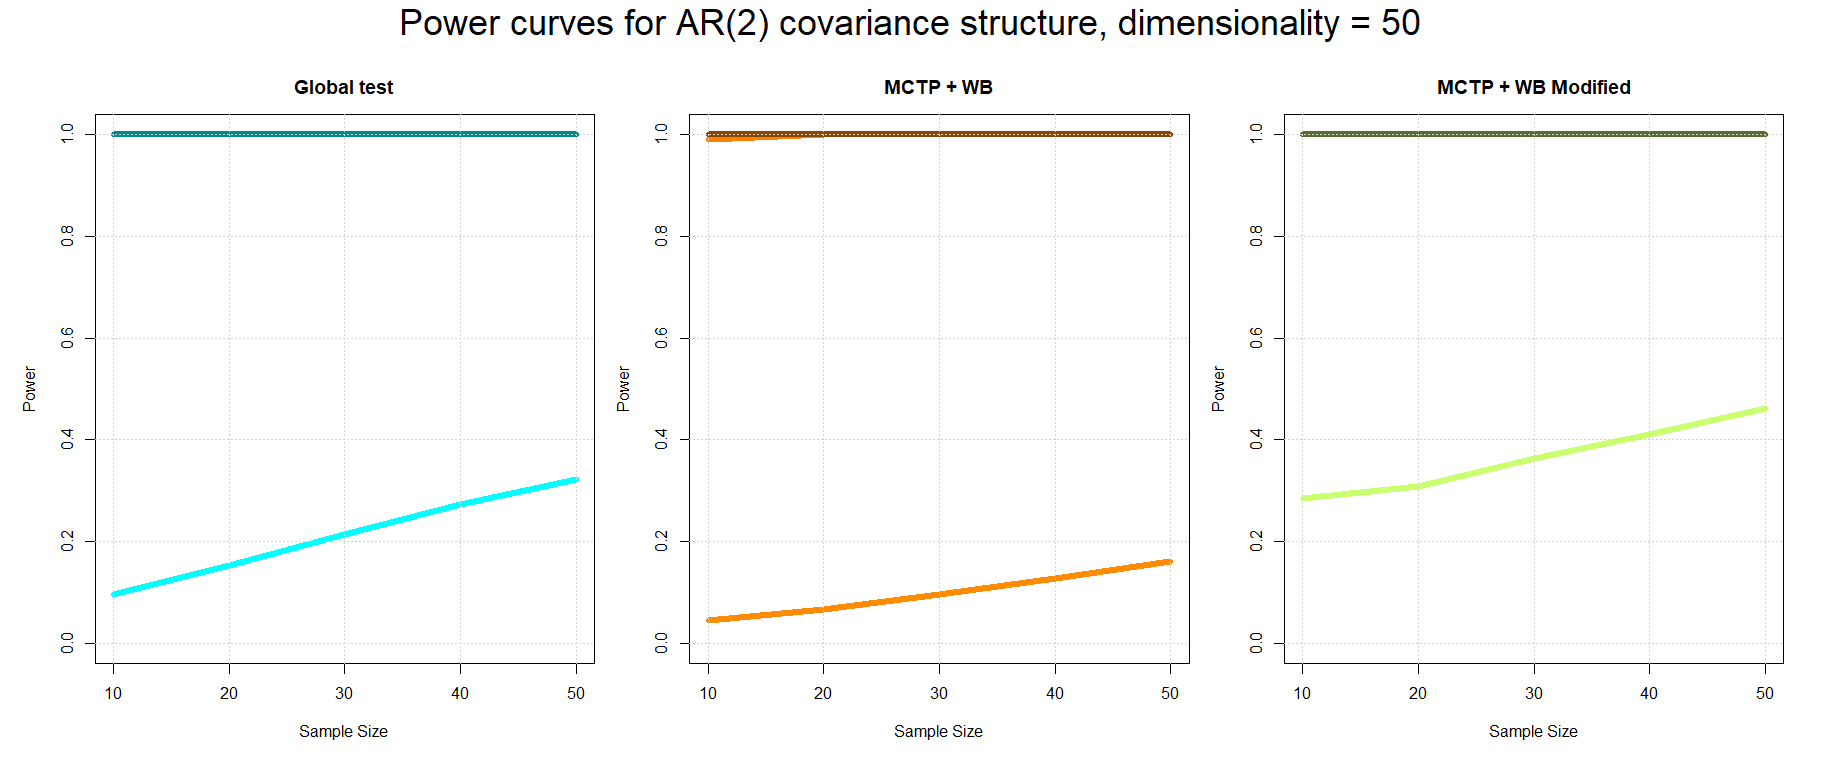 Power curves for AR(2) covariance structure, dimensionality = 50
Global test
1.0
0.8
0.6
0.4
0.2
0.0
Power
10 20 30 40 50
Sample Size
MCTP + WB
1.0
0.8
0.6
0.4
0.2
0.0
Power
10 20 30 40 50
Sample Size
MCTP + WB Modified
1.0
0.8
0.6
0.4
0.2
0.0
Power
10 20 30 40 50
Sample Size